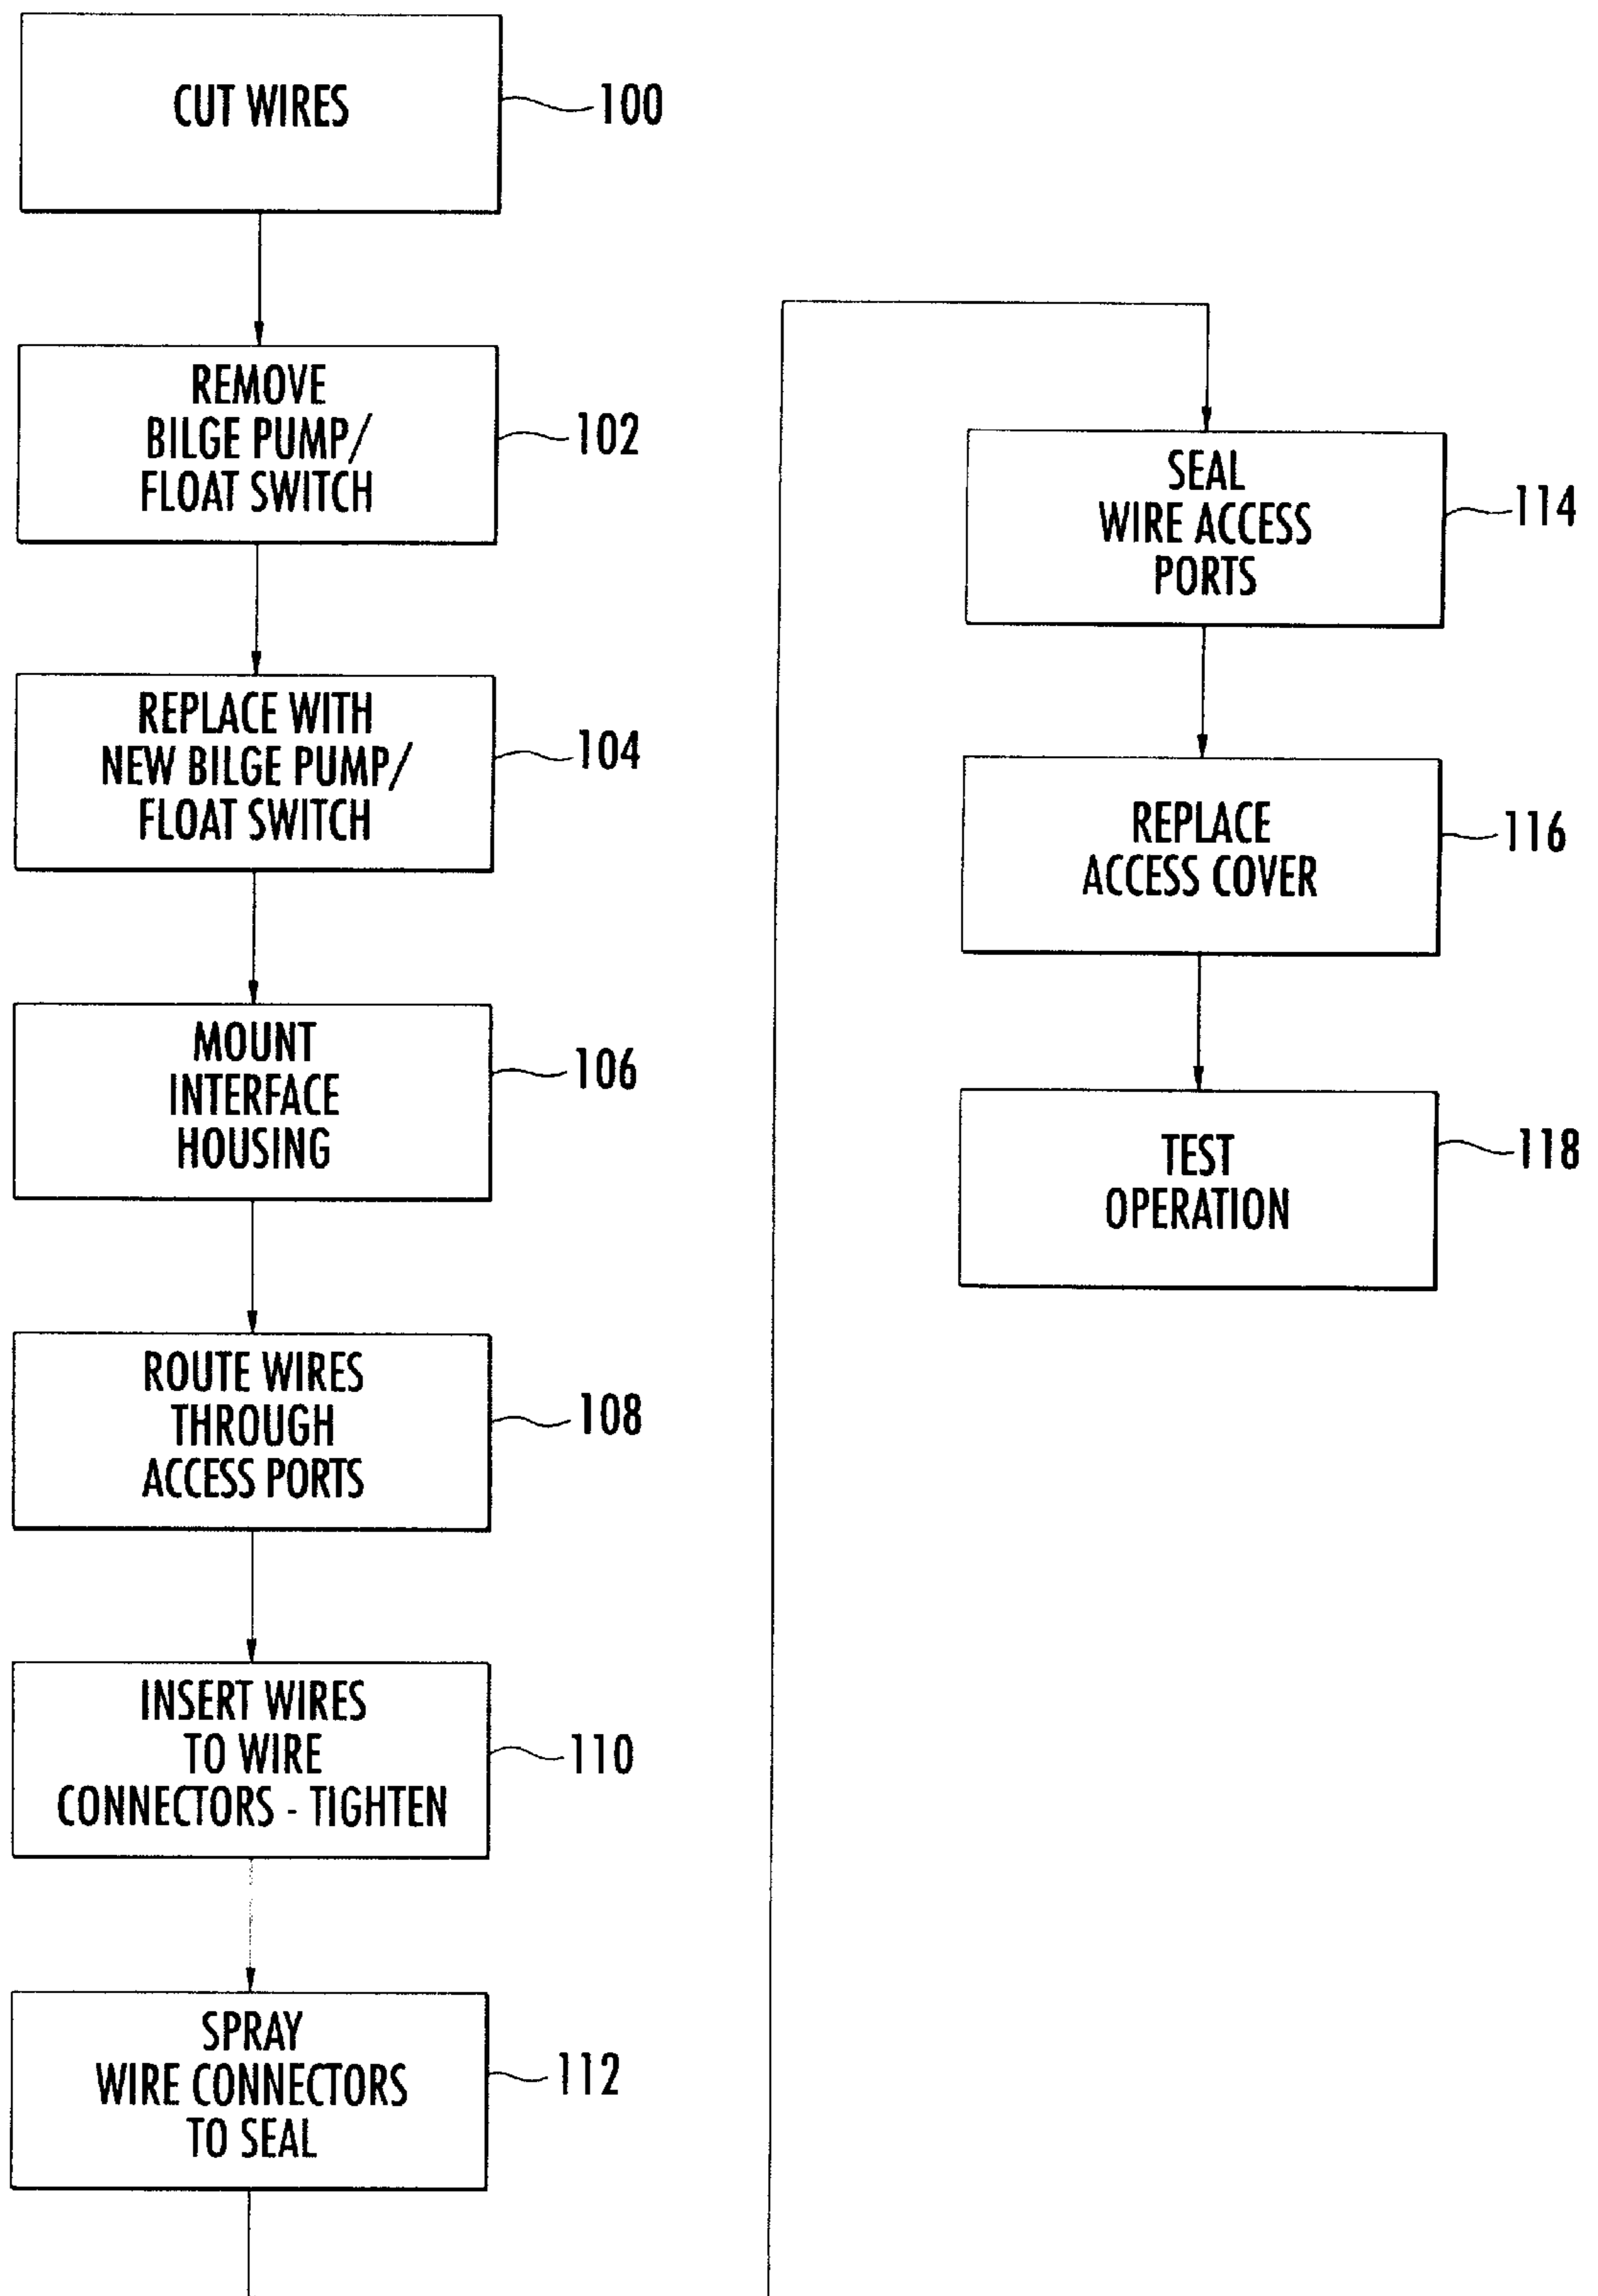 CUT WIRES
100
REMOVE
BILGE PUMP/
FLOAT SWITCH
102
REPLACE WITH
NEW BILGE PUMP/
FLOAT SWITCH
104
MOUNT
INTERFACE
HOUSING
106
ROUTE WIRES
THROUGH
ACCESS PORTS
108
INSERT WIRES
TO WIRE
CONNECTORS - TIGHTEN
110
SPRAY
WIRE CONNECTORS
TO SEAL
112
SEAL
WIRE ACCESS
PORTS
114
REPLACE
ACCESS COVER
116
TEST
OPERATION
118